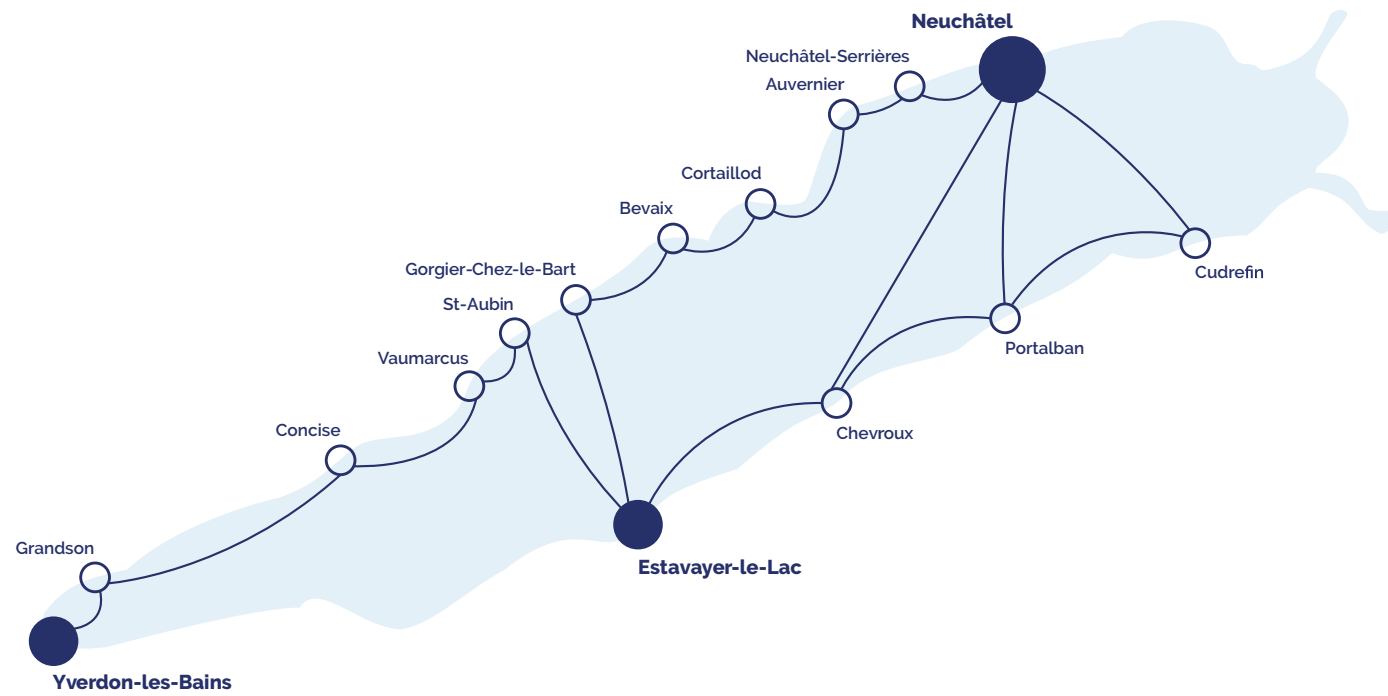 Neuchâtel
Neuchâtel-Serrières
Auvernier
Cortaillod
Bevaix
Gorgier-Chez-le-Bart
St-Aubin
Vaumarcus
Concise
Grandson
Yverdon-les-Bains
Estavayer-le-Lac
Chevroux
Portalban
Cudrefin